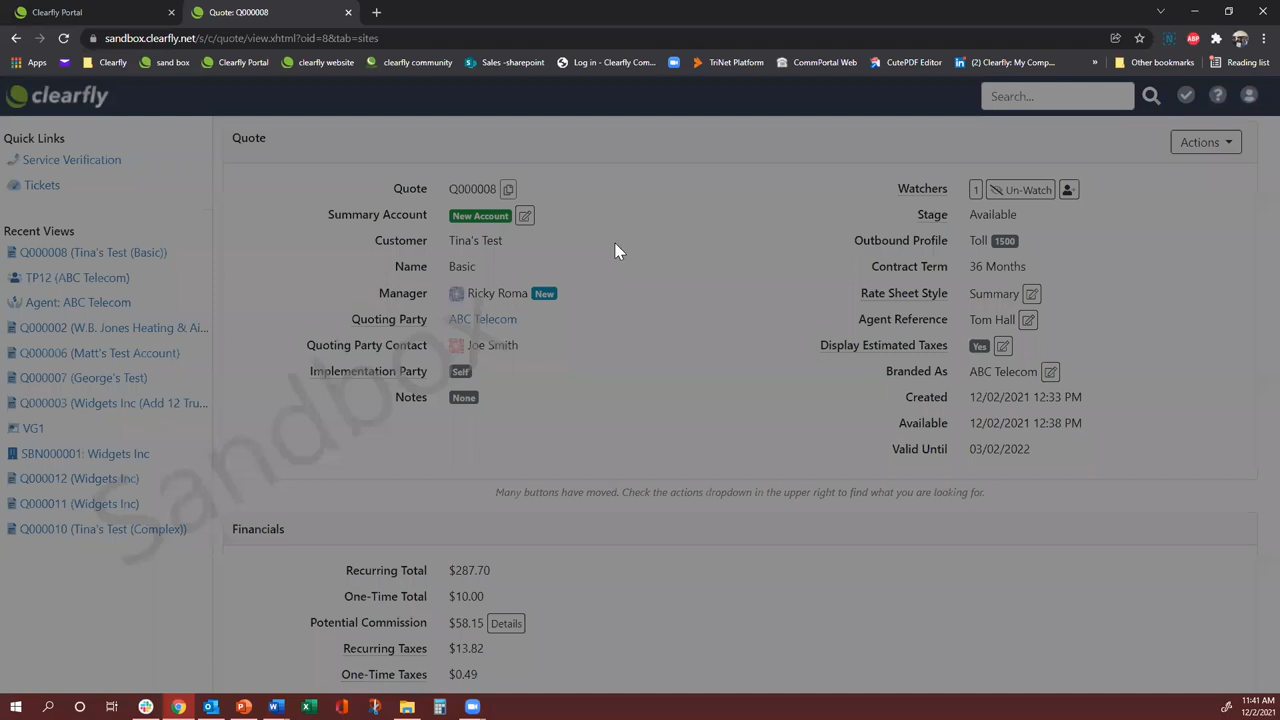 Clearfly Portal
Quote: Q000008
sandbox.clearfly.net/s/c/quote/view.xhtml?oid=8&tab=sites
Apps Clearfly sand box Clearfly Portal clearfly website clearfly community Sales -sharepoint Log in - Clearfly Com... TriNet Platform CommPortal Web CutePDF Editor (2) Clearfly: My Comp... » Other bookmarks Reading list
clearfly
Search...
Quick Links
Service Verification
Tickets
Recent Views
Q000008 (Tina's Test (Basic))
TP12 (ABC Telecom)
Agent: ABC Telecom
Q000002 (W.B. Jones Heating & Ai...
Q000006 (Matt's Test Account)
Q000007 (George's Test)
Q000003 (Widgets Inc (Add 12 Tru...
VG1
SBN000001: Widgets Inc
Q000012 (Widgets Inc)
Q000011 (Widgets Inc)
Q000010 (Tina's Test (Complex))
Quote
Actions
Quote Q000008
Summary Account New Account
Customer Tina's Test
Name Basic
Manager Ricky Roma New
Quoting Party ABC Telecom
Quoting Party Contact Joe Smith
Implementation Party Self
Notes None
Watchers 1 Un-Watch
Stage Available
Outbound Profile Toll 1500
Contract Term 36 Months
Rate Sheet Style Summary
Agent Reference Tom Hall
Display Estimated Taxes Yes
Branded As ABC Telecom
Created 12/02/2021 12:33 PM
Available 12/02/2021 12:38 PM
Valid Until 03/02/2022
Many buttons have moved. Check the actions dropdown in the upper right to find what you are looking for.
Financials
Recurring Total $287.70
One-Time Total $10.00
Potential Commission $58.15 Details
Recurring Taxes $13.82
One-Time Taxes $0.49
Sandbox
11:41 AM
12/2/2021